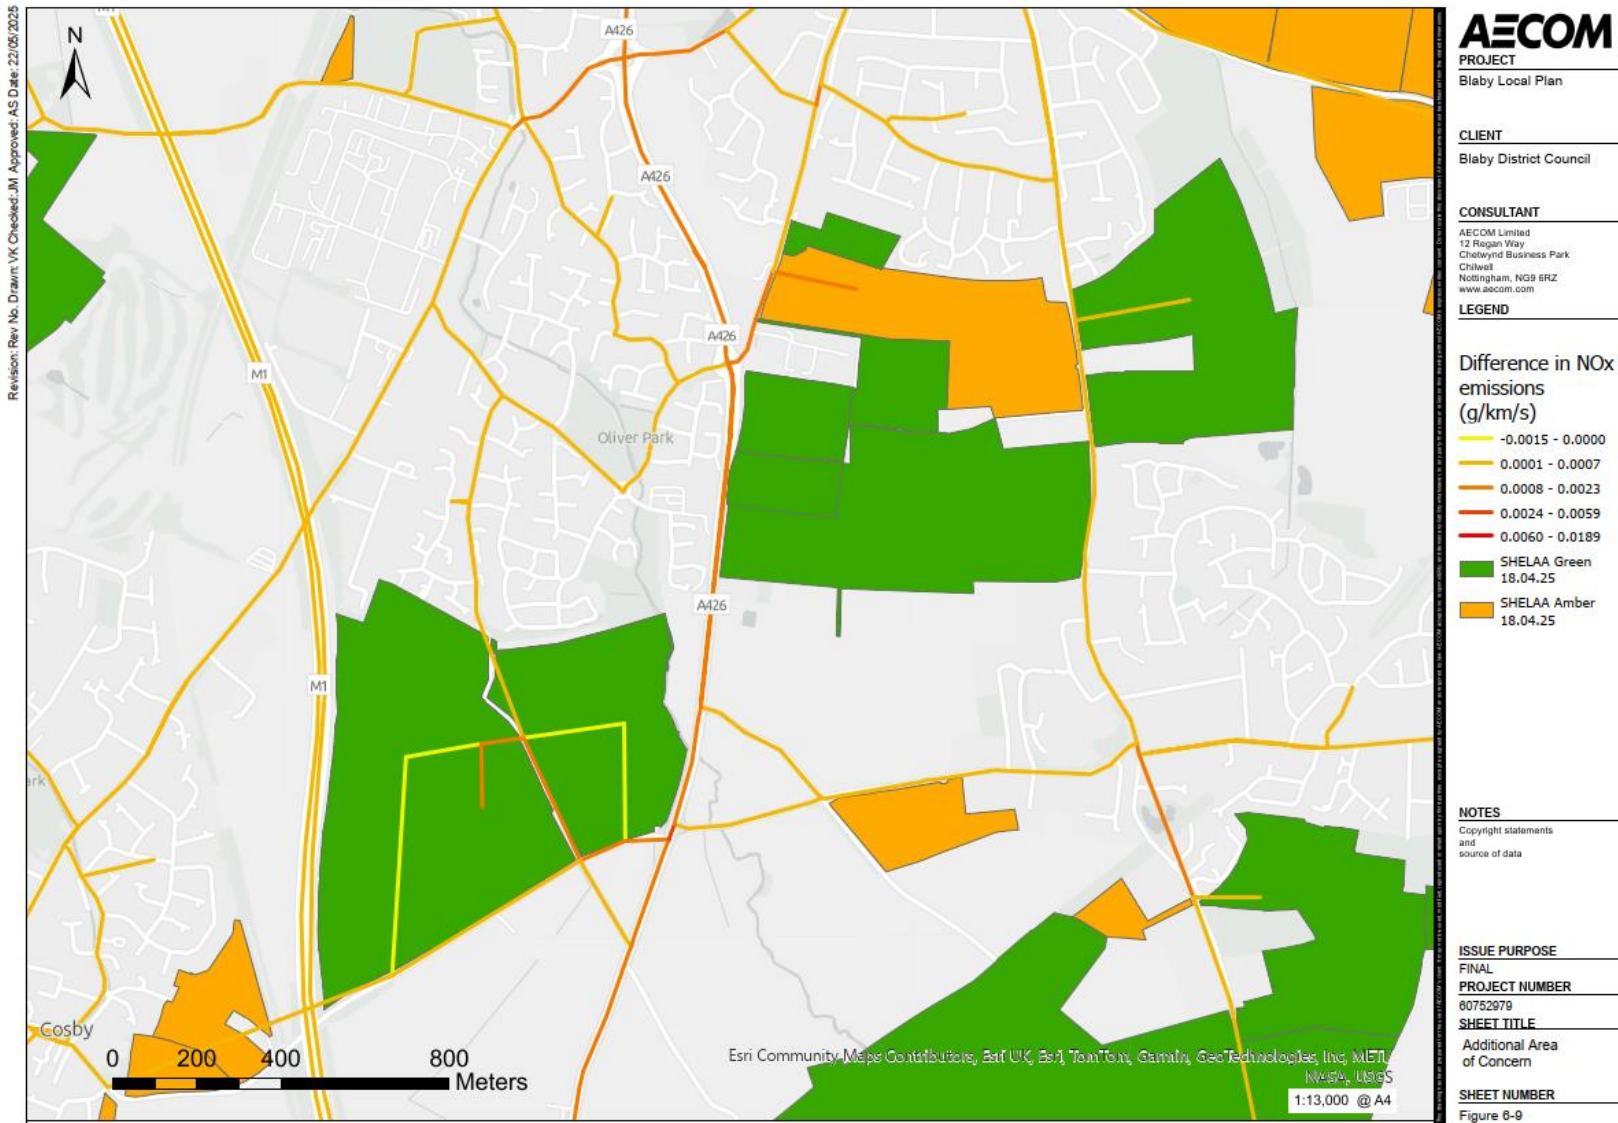 Revision: Rev No. Drawn: VK Checked: JM Approved: AS Date: 22/05/2025
N
M1
A426
A426
A426
M1
Oliver Park
A426
M1
ark
Cosby
0 200 400 800
Meters
Esri Community Maps Contributors, Esri UK, Esri, TomTom, Garmin, GeoTechnologies, Inc, METI/
NASA, USGS
1:13,000 @ A4
AECOM
PROJECT
Blaby Local Plan
CLIENT
Blaby District Council
CONSULTANT
AECOM Limited
12 Regan Way
Chetwynd Business Park
Chilwell
Nottingham, NG9 6RZ
www.aecom.com
LEGEND
Difference in NOx
emissions
(g/km/s)
-0.0015 - 0.0000
0.0001 - 0.0007
0.0008 - 0.0023
0.0024 - 0.0059
0.0060 - 0.0189
SHELAA Green
18.04.25
SHELAA Amber
18.04.25
NOTES
Copyright statements
and
source of data
ISSUE PURPOSE
FINAL
PROJECT NUMBER
60752979
SHEET TITLE
Additional Area
of Concern
SHEET NUMBER
Figure 6-9